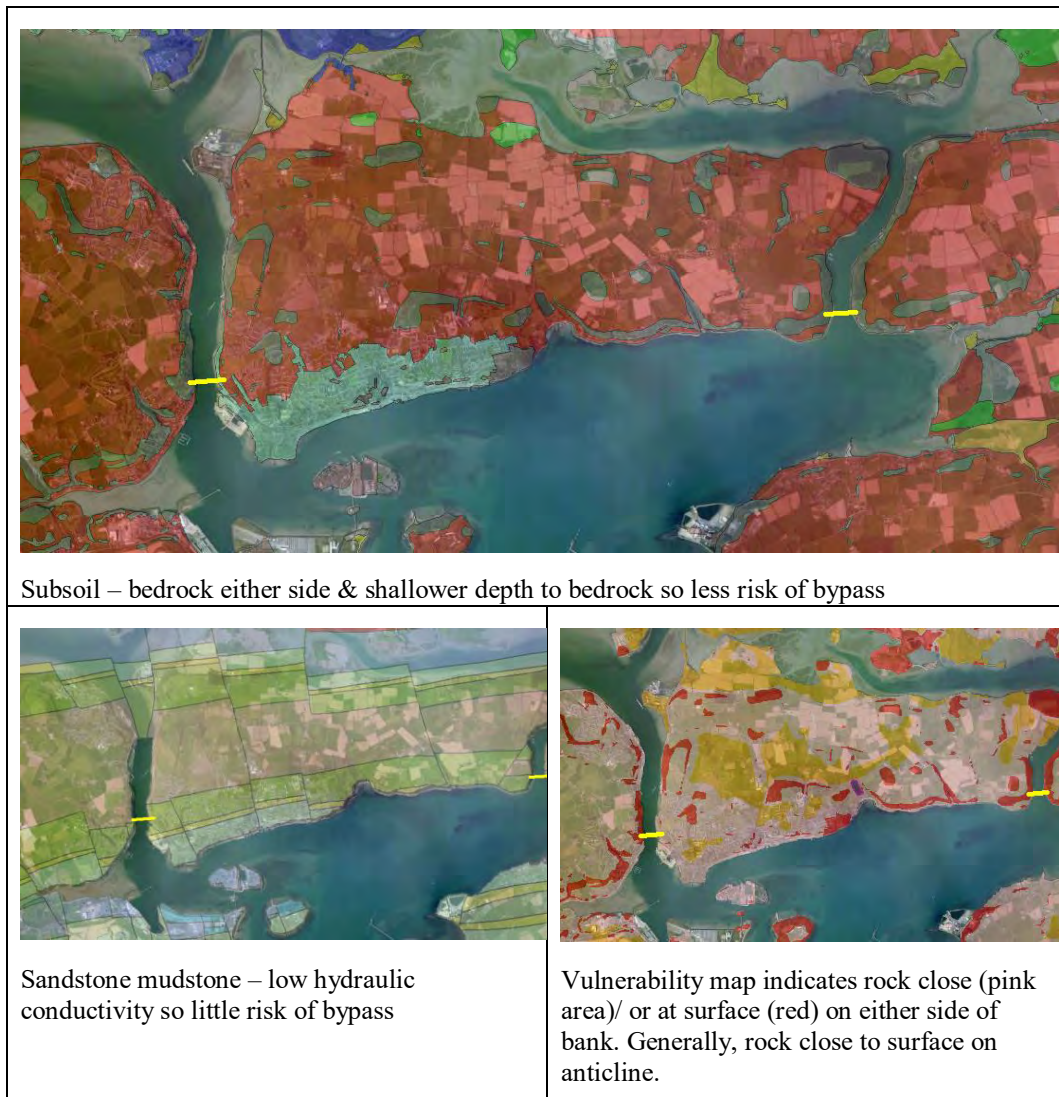 Subsoil – bedrock either side & shallower depth to bedrock so less risk of bypass
Sandstone mudstone – low hydraulic
conductivity so little risk of bypass
Vulnerability map indicates rock close (pink
area)/ or at surface (red) on either side of
bank. Generally, rock close to surface on
anticline.